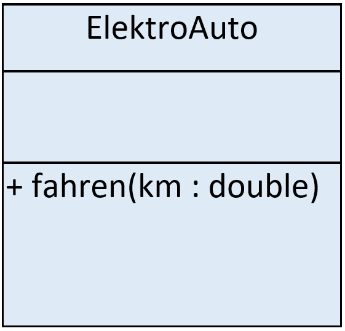 ElektroAuto
+ fahren(km : double)